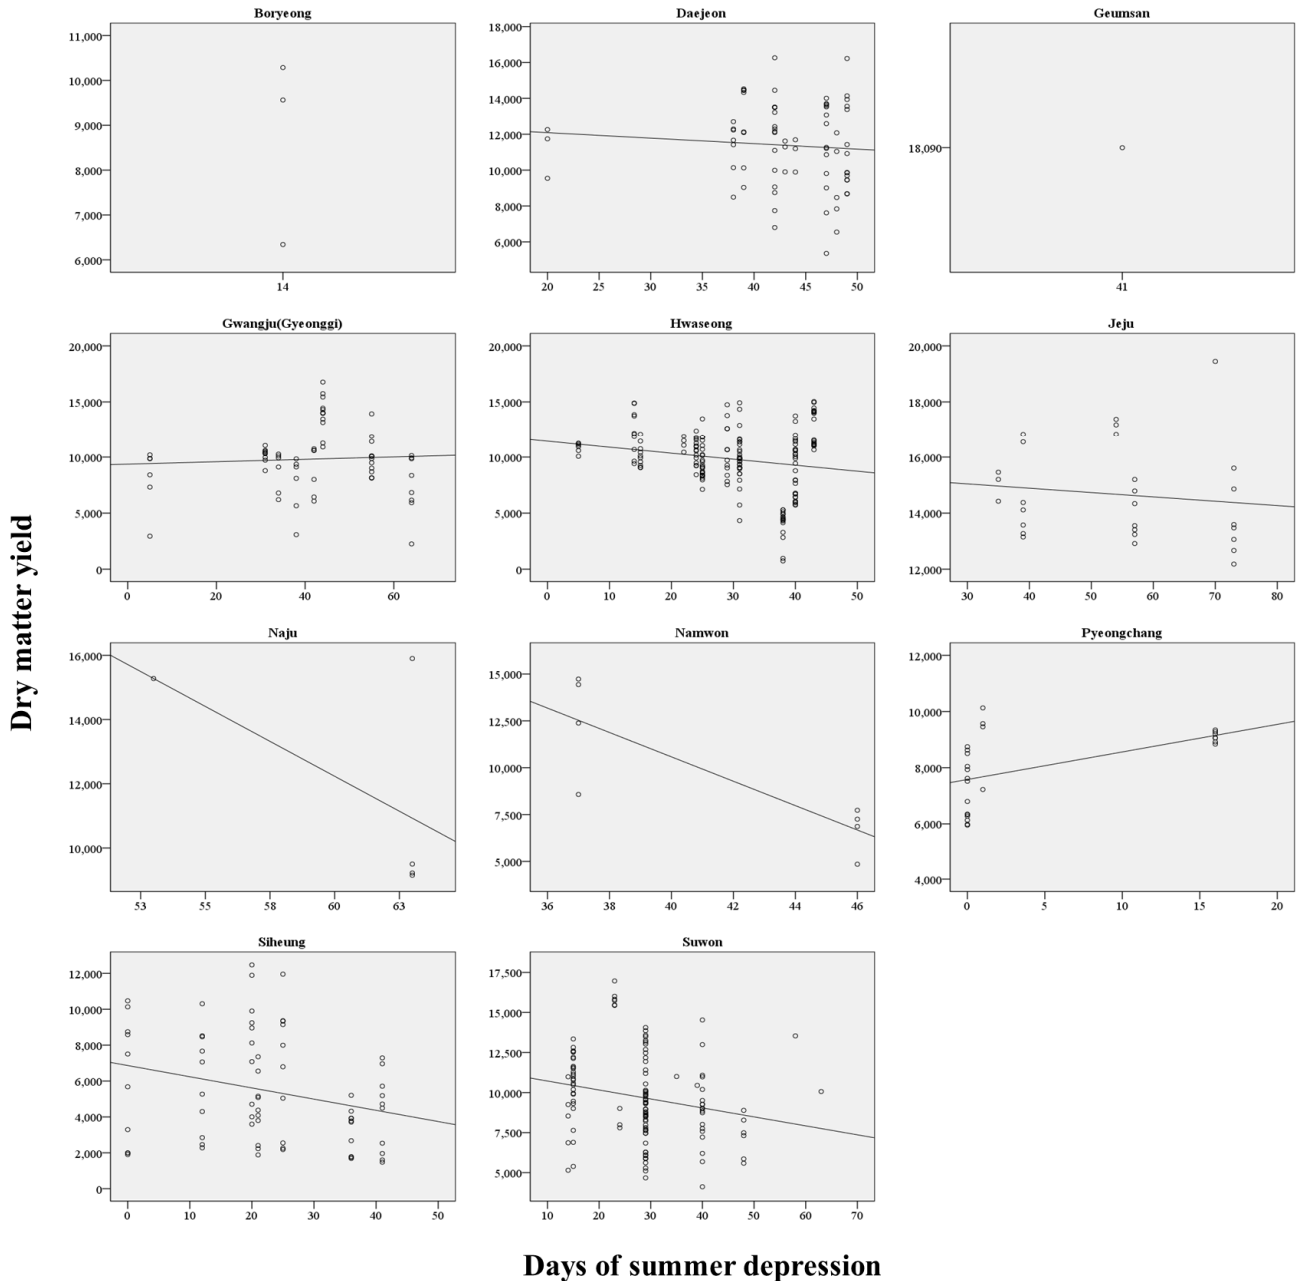 Boryeong
Daejeon
Geumsan
11,000
10,000
9,000
8,000
7,000
6,000
14
18,000
16,000
14,000
12,000
10,000
8,000
6,000
20 25 30 35 40 45 50
18,090
41
Gwangju(Gyeonggi)
Hwaseong
Jeju
20,000
15,000
10,000
5,000
0
0 20 40 60
20,000
15,000
10,000
5,000
0
0 10 20 30 40 50
20,000
18,000
16,000
14,000
12,000
30 40 50 60 70 80
Naju
Namwon
Pyeongchang
16,000
14,000
12,000
10,000
53 55 58 60 63
15,000
12,500
10,000
7,500
5,000
36 38 40 42 44 46
12,000
10,000
8,000
6,000
4,000
0 5 10 15 20
Siheung
Suwon
12,000
10,000
8,000
6,000
4,000
2,000
0
0 10 20 30 40 50
17,500
15,000
12,500
10,000
7,500
5,000
10 20 30 40 50 60 70
Dry matter yield
Days of summer depression